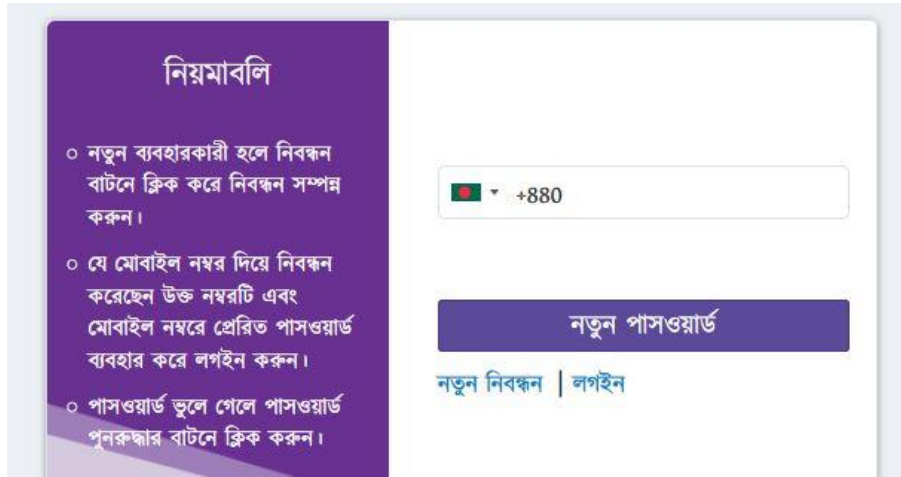 নিয়মাবলি
○ নতুন ব্যবহারকারী হলে নিবন্ধন
বাটনে ক্লিক করে নিবন্ধন সম্পন্ন
করুন।
○ যে মোবাইল নম্বর দিয়ে নিবন্ধন
করেছেন উক্ত নম্বরটি এবং
মোবাইল নম্বরে প্রেরিত পাসওয়ার্ড
ব্যবহার করে লগইন করুন।
○ পাসওয়ার্ড ভুলে গেলে পাসওয়ার্ড
পুনরুদ্ধার বাটনে ক্লিক করুন।
+880
নতুন পাসওয়ার্ড
নতুন নিবন্ধন | লগইন